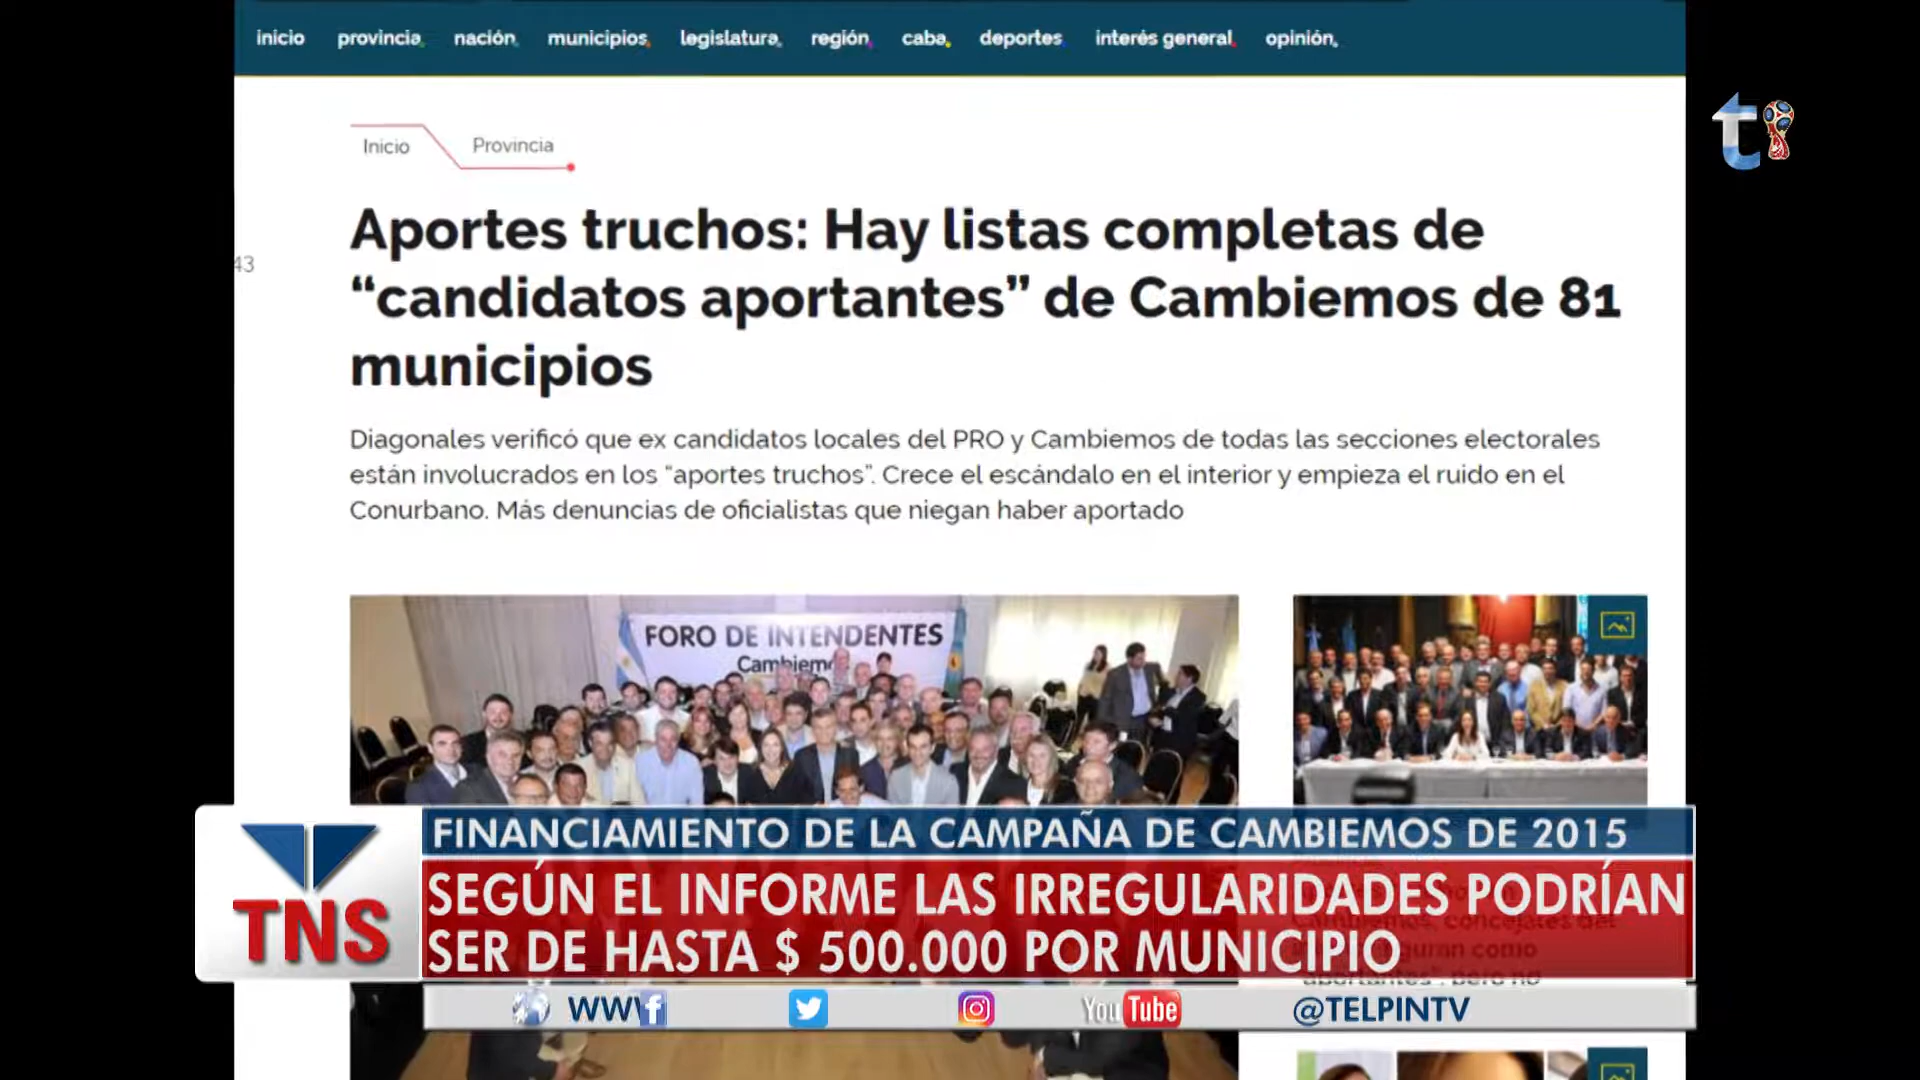 inicio provincia. nación. municipios. legislatura. región. caba. deportes. interés general. opinión.
Inicio Provincia
43
Aportes truchos: Hay listas completas de
“candidatos aportantes” de Cambiemos de 81
municipios
Diagonales verificó que ex candidatos locales del PRO y Cambiemos de todas las secciones electorales
están involucrados en los “aportes truchos”. Crece el escándalo en el interior y empieza el ruido en el
Conurbano. Más denuncias de oficialistas que niegan haber aportado
FORO DE INTENDENTES
FINANCIAMIENTO DE LA CAMPAÑA DE CAMBIEMOS DE 2015
SEGÚN EL INFORME LAS IRREGULARIDADES PODRÍAN
SER DE HASTA $ 500.000 POR MUNICIPIO
TNS
You Tube
@TELPINTV